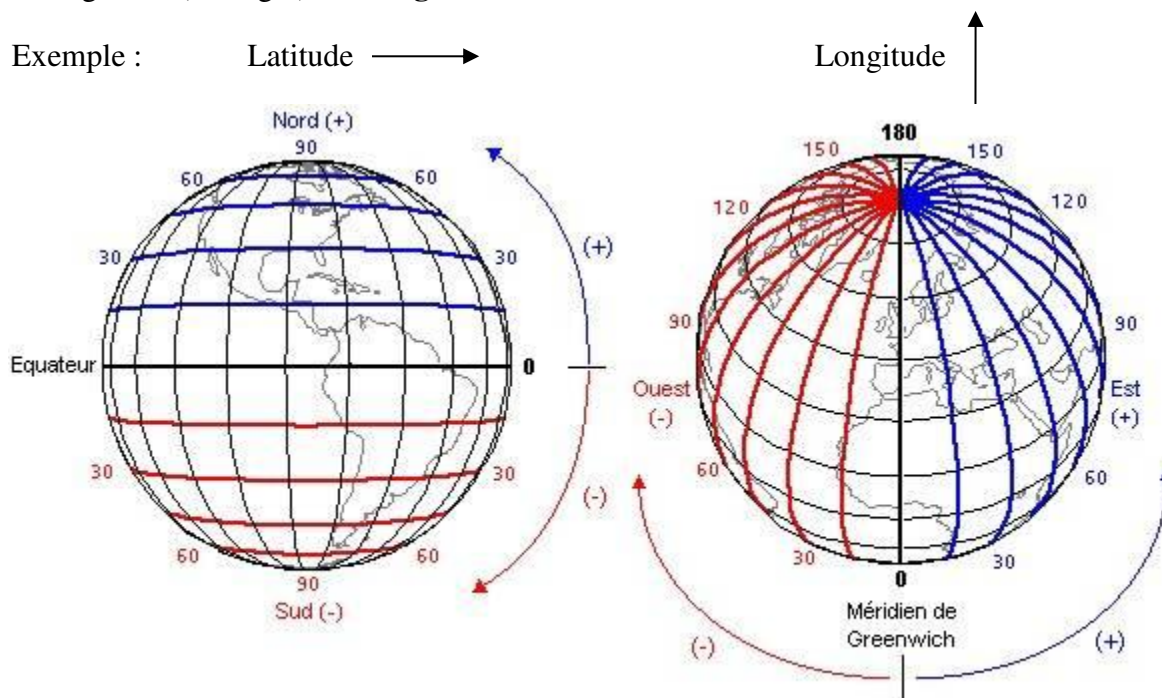 Exemple : Latitude Longitude
Nord (+)
90
60 60
30 30
(+)
Equateur 0
30 30
(-)
60 60
90
Sud (-)
180
150 150
120 120
90 90
Ouest Est
(-) (+)
60 60
30 30
0
Méridien de
Greenwich
(-) (+)